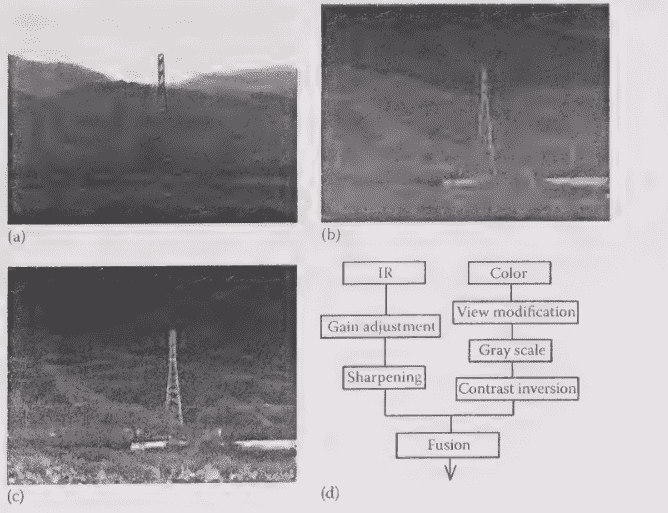 (a)
(b)
IR
Color
View modification
Gain adjustment
Gray scale
Sharpening
Contrast inversion
Fusion
(c)
(d)